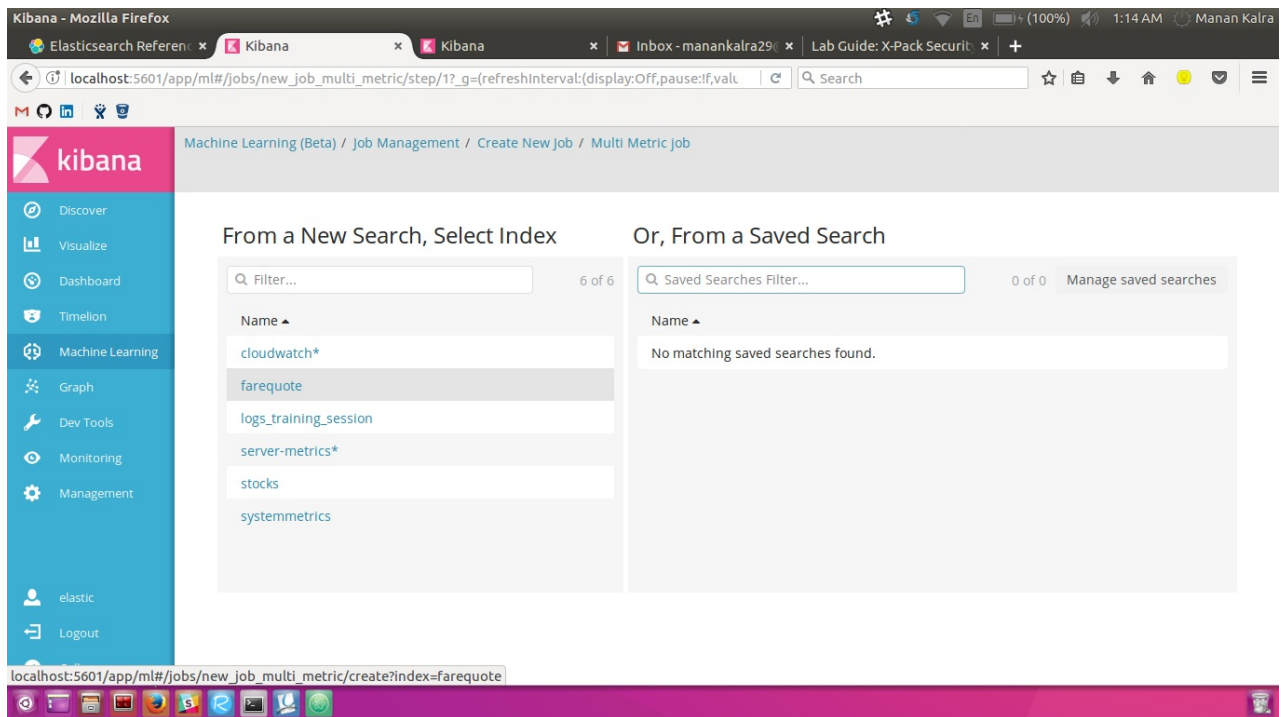 Kibana - Mozilla Firefox
En (100%) 1:14 AM Manan Kalra
Elasticsearch Referenc × Kibana × Kibana × Inbox - manankalra29@ × Lab Guide: X-Pack Security ×
localhost:5601/app/ml#/jobs/new_job_multi_metric/step/1?_g=(refreshInterval:(display:Off,pause:!f,valu
Search
kibana
Machine Learning (Beta) / Job Management / Create New Job / Multi Metric job
Discover
Visualize
Dashboard
Timelion
Machine Learning
Graph
Dev Tools
Monitoring
Management
elastic
Logout
From a New Search, Select Index
Filter...
6 of 6
Name
cloudwatch*
farequote
logs_training_session
server-metrics*
stocks
systemmetrics
Or, From a Saved Search
Saved Searches Filter...
0 of 0 Manage saved searches
Name
No matching saved searches found.
localhost:5601/app/ml#/jobs/new_job_multi_metric/create?index=farequote